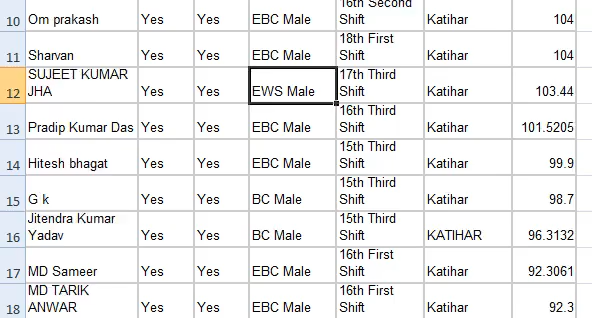 16th Second
10 Om prakash Yes Yes EBC Male Shift Katihar 104
18th First
11 Sharvan Yes Yes EBC Male Shift Katihar 104
SUJEET KUMAR 17th Third
12 JHA Yes Yes EWS Male Shift Katihar 103.44
16th Third
13 Pradip Kumar Das Yes Yes EBC Male Shift Katihar 101.5205
15th Third
14 Hitesh bhagat Yes Yes EBC Male Shift Katihar 99.9
15th Third
15 G k Yes Yes BC Male Shift Katihar 98.7
Jitendra Kumar 15th Third
16 Yadav Yes Yes BC Male Shift KATIHAR 96.3132
16th First
17 MD Sameer Yes Yes EBC Male Shift Katihar 92.3061
MD TARIK 16th First
18 ANWAR Yes Yes EBC Male Shift Katihar 92.3